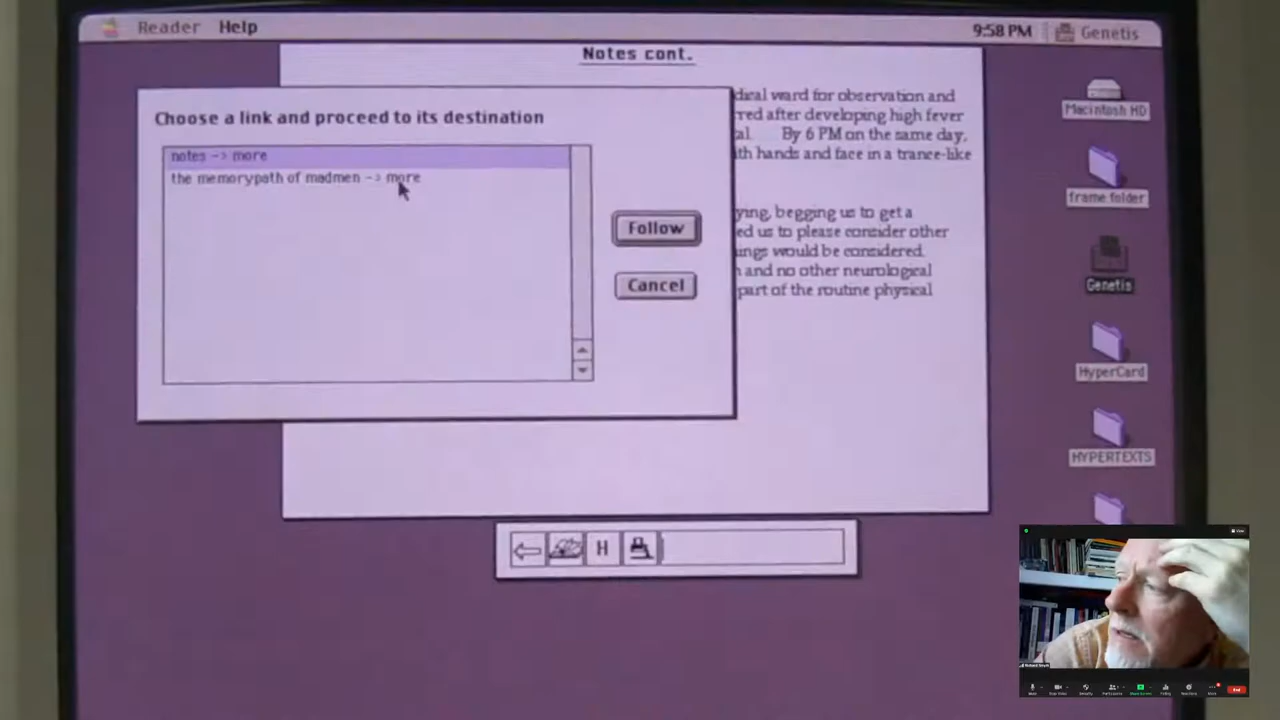 Reader Help 9:58 PM Genetis
Notes cont.
Macintosh HD
Choose a link and proceed to its destination
notes -> more
the memorypath of madmen -> more
Follow
Cancel
dical ward for observation and
red after developing high fever
al. By 6 PM on the same day,
ith hands and face in a trance-like
ying, begging us to get a
ed us to please consider other
ings would be considered.
and no other neurological
part of the routine physical
frame folder
Genetis
HyperCard
HYPERTEXTS
H